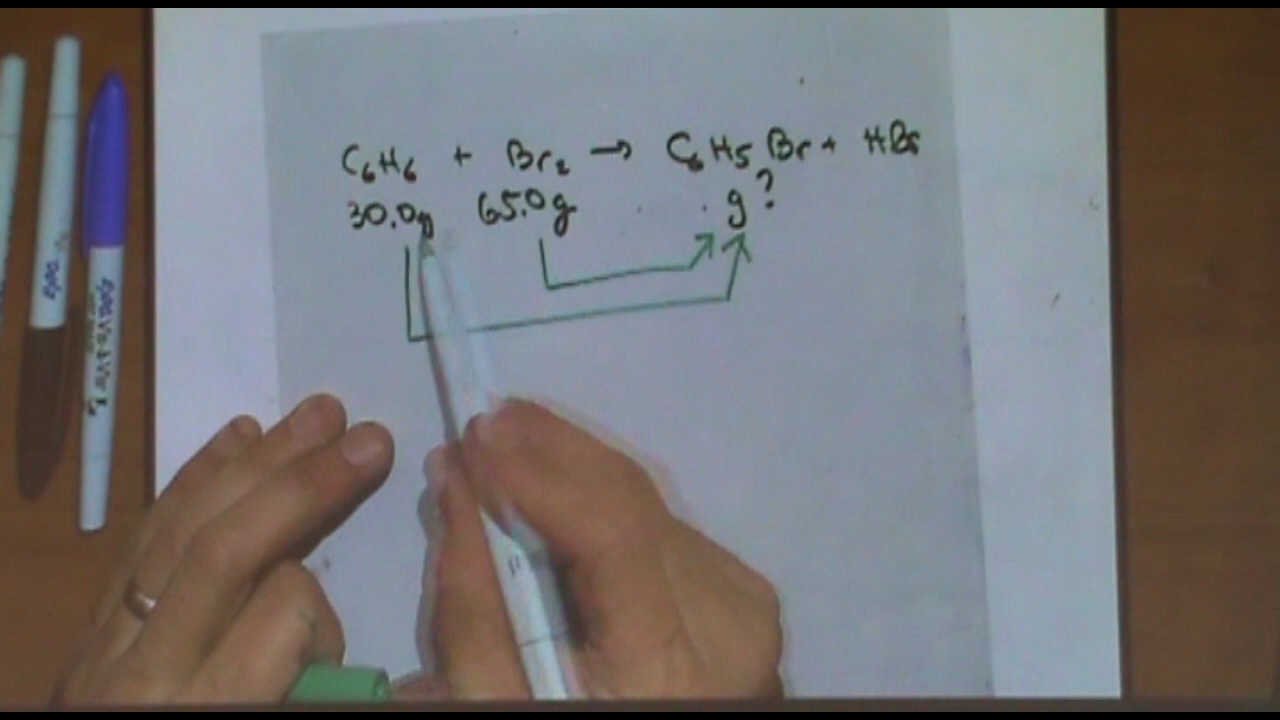 C₆H₆ + Br₂ → C₆H₅Br + HBr
30.0g 65.0g g?